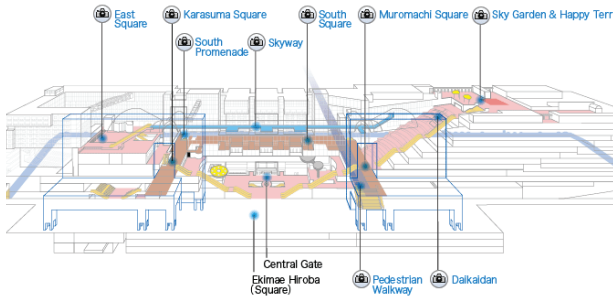 East
Square
Karasuma Square
South
Promenade
Skyway
South
Square
Muromachi Square
Sky Garden & Happy Terr
Central Gate
Ekimæ Hiroba
(Square)
Pedestrian
Walkway
Daikaidan